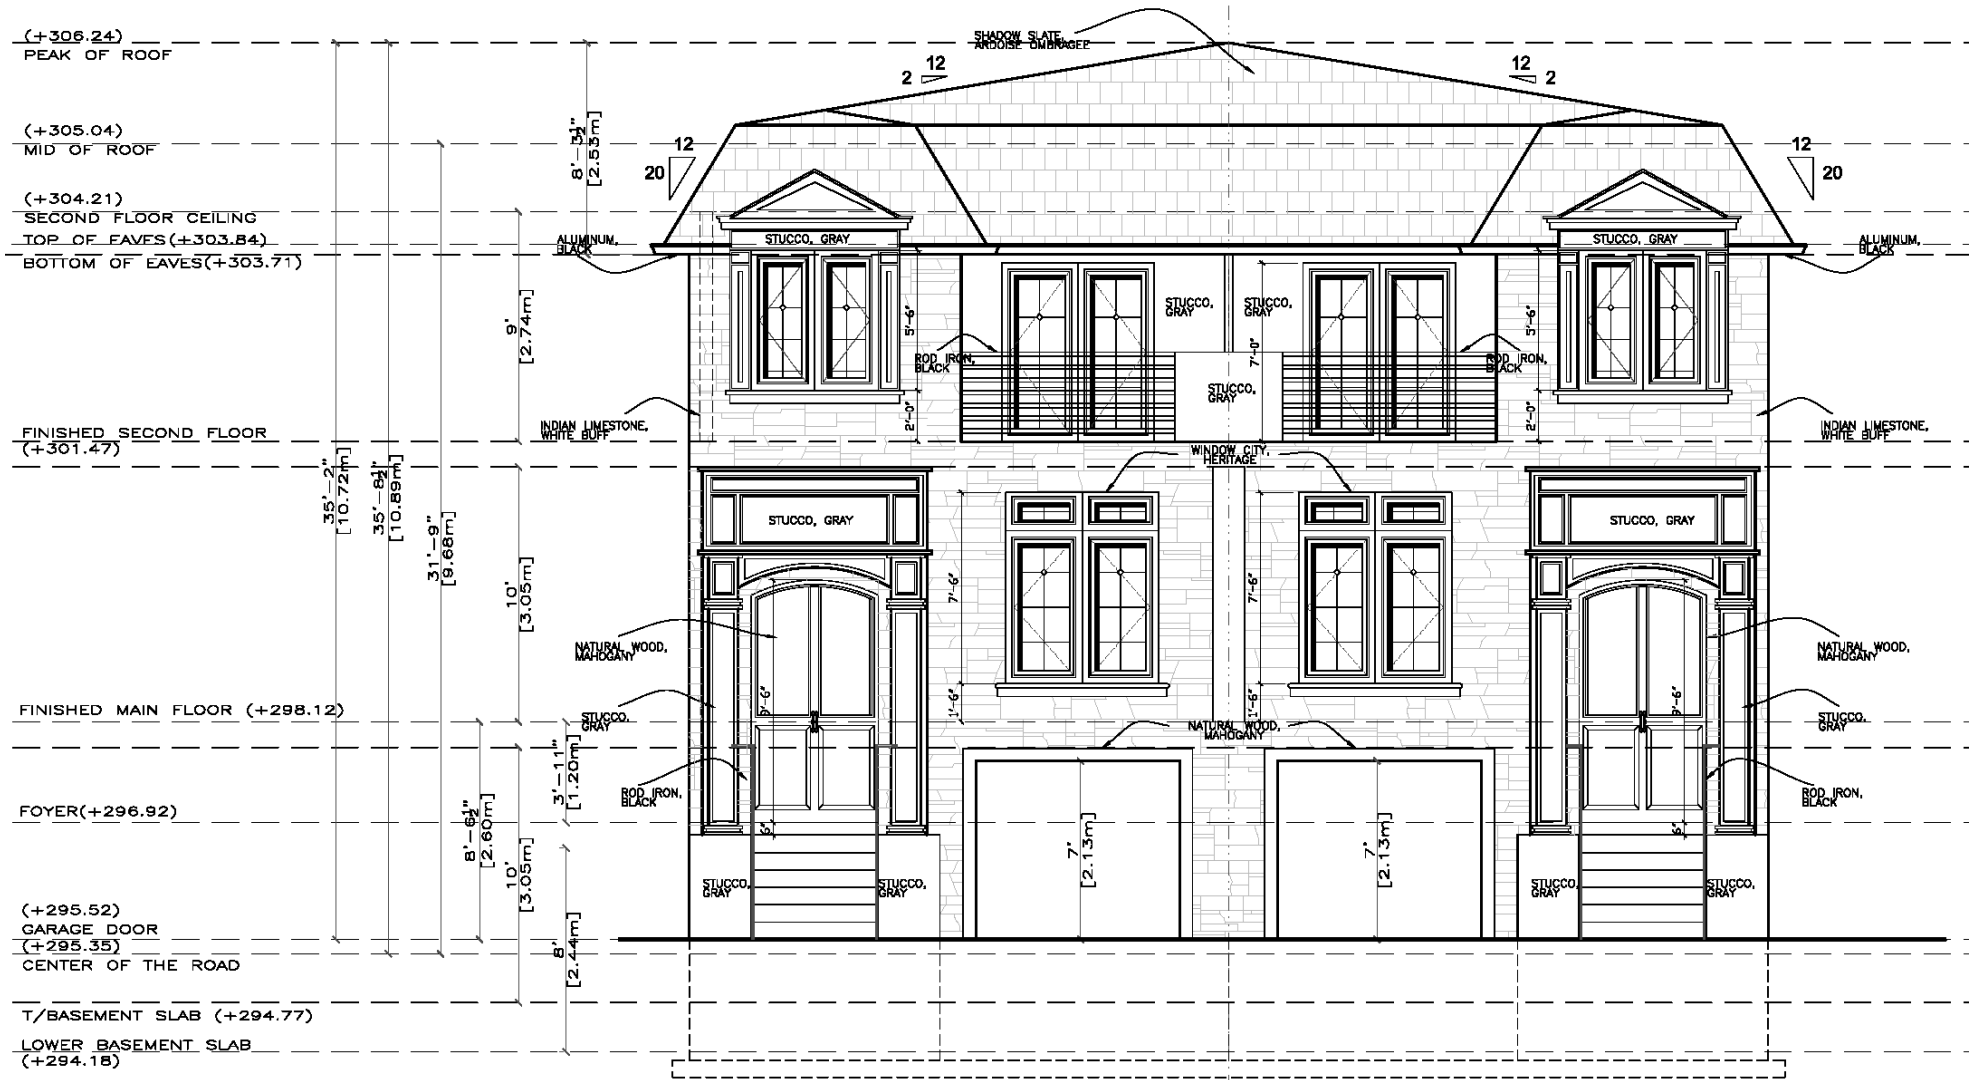 (+306.24)
PEAK OF ROOF
SHADOW SLATE,
ARDOISE OMBRAGEE
12
2
12
2
(+305.04)
MID OF ROOF
12
20
12
20
8'-3½"
[2.53m]
(+304.21)
SECOND FLOOR CEILING
TOP OF EAVES(+303.84)
BOTTOM OF EAVES(+303.71)
ALUMINUM,
BLACK
STUCCO, GRAY
STUCCO, GRAY
ALUMINUM,
BLACK
9'
[2.74m]
5'-6"
STUCCO,
GRAY
STUCCO,
GRAY
5'-6"
7'-0"
ROD IRON,
BLACK
ROD IRON,
BLACK
STUCCO,
GRAY
2'-0"
2'-0"
INDIAN LIMESTONE,
WHITE BUFF
INDIAN LIMESTONE,
WHITE BUFF
FINISHED SECOND FLOOR
(+301.47)
WINDOW CITY,
HERITAGE
35'-2"
[10.72m]
35'-8½"
[10.89m]
31'-9"
[9.68m]
STUCCO, GRAY
STUCCO, GRAY
10'
[3.05m]
7'-6"
7'-6"
NATURAL WOOD,
MAHOGANY
NATURAL WOOD,
MAHOGANY
9'-6"
9'-6"
1'-6"
1'-6"
FINISHED MAIN FLOOR (+298.12)
STUCCO,
GRAY
NATURAL WOOD,
MAHOGANY
STUCCO,
GRAY
3'-11"
[1.20m]
ROD IRON,
BLACK
ROD IRON,
BLACK
FOYER(+296.92)
8'-6½"
[2.60m]
6"
6"
7'
[2.13m]
7'
[2.13m]
10'
[3.05m]
STUCCO,
GRAY
STUCCO,
GRAY
STUCCO,
GRAY
STUCCO,
GRAY
(+295.52)
GARAGE DOOR
(+295.35)
CENTER OF THE ROAD
8'
[2.44m]
T/BASEMENT SLAB (+294.77)
LOWER BASEMENT SLAB
(+294.18)